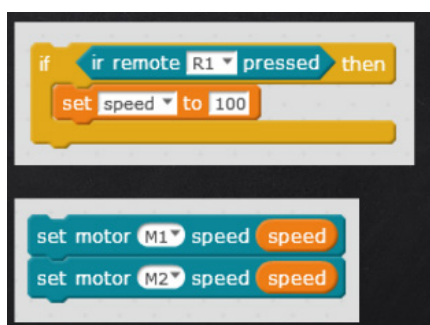 if ir remote R1 pressed then
set speed to 100
set motor M1 speed speed
set motor M2 speed speed